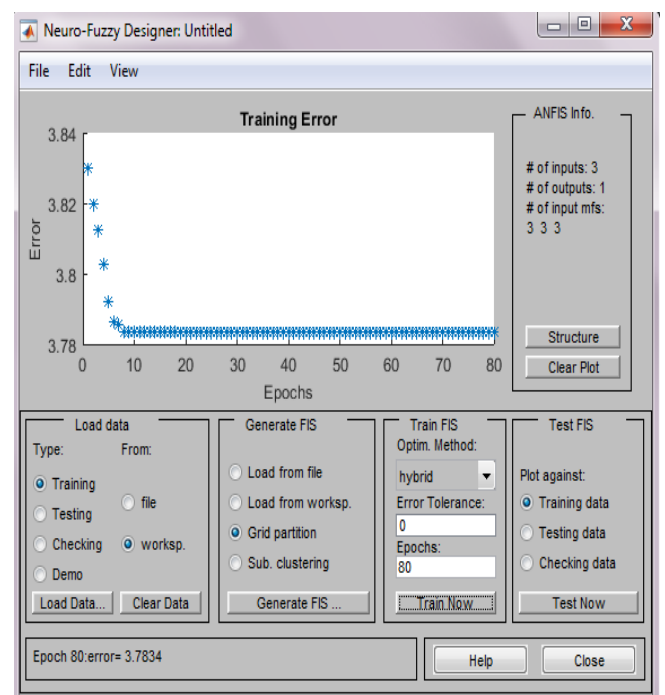 Neuro-Fuzzy Designer: Untitled
File Edit View
Training Error
3.84
3.82
3.8
3.78
Error
0 10 20 30 40 50 60 70 80
Epochs
ANFIS Info.
# of inputs: 3
# of outputs: 1
# of input mfs:
3 3 3
Structure
Clear Plot
Load data
Type: From:
Training
Testing
Checking
Demo
file
worksp.
Load Data... Clear Data
Generate FIS
Load from file
Load from worksp.
Grid partition
Sub. clustering
Generate FIS ...
Train FIS
Optim. Method:
hybrid
Error Tolerance:
0
Epochs:
80
Train Now
Test FIS
Plot against:
Training data
Testing data
Checking data
Test Now
Epoch 80:error= 3.7834
Help Close